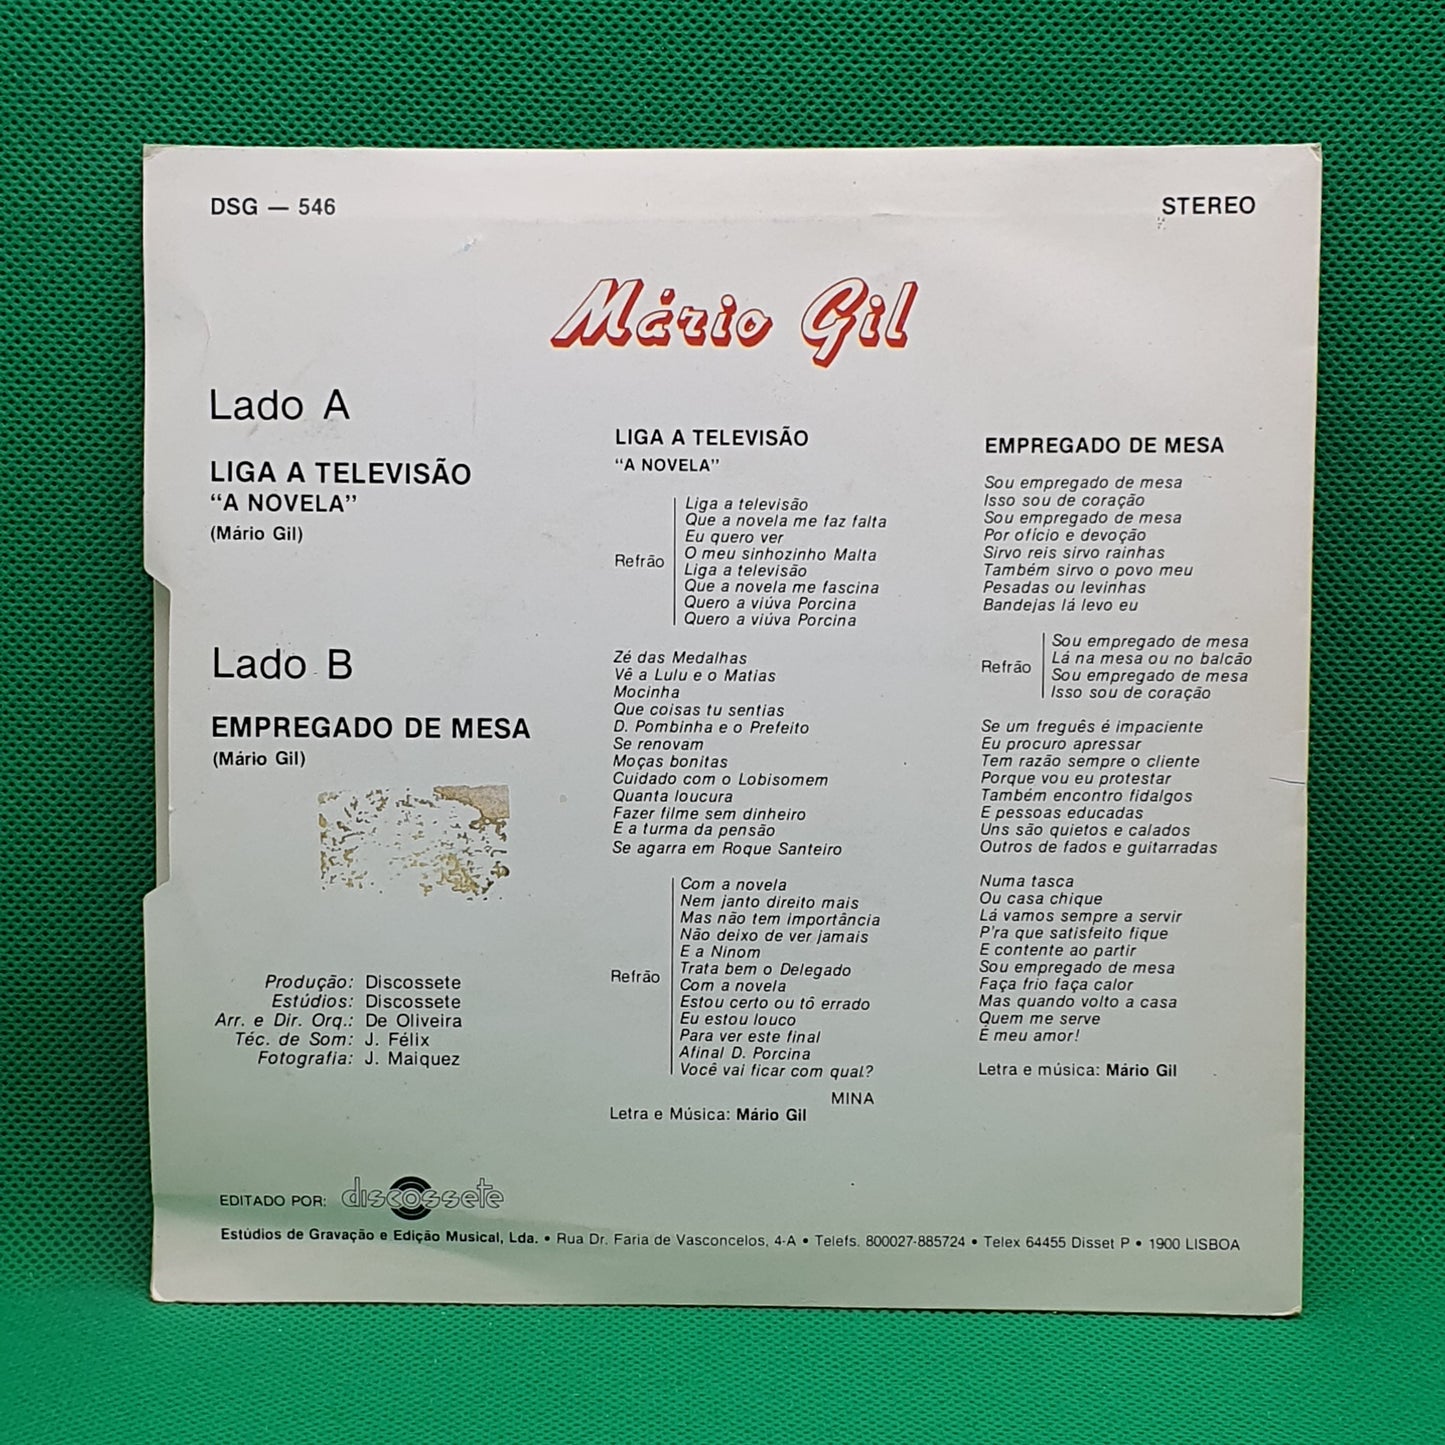 DSG — 546
STEREO
Mário Gil
Lado A
LIGA A TELEVISÃO
“A NOVELA”
(Mário Gil)
Lado B
EMPREGADO DE MESA
(Mário Gil)
Produção: Discossete
Estúdios: Discossete
Arr. e Dir. Orq.: De Oliveira
Téc. de Som: J. Félix
Fotografia: J. Maiquez
LIGA A TELEVISÃO
“A NOVELA”
Refrão
Liga a televisão
Que a novela me faz falta
Eu quero ver
O meu sinhozinho Malta
Liga a televisão
Que a novela me fascina
Quero a viúva Porcina
Quero a viúva Porcina
Zé das Medalhas
Vê a Lulu e o Matias
Mocinha
Que coisas tu sentias
D. Pombinha e o Prefeito
Se renovam
Moças bonitas
Cuidado com o Lobisomem
Quanta loucura
Fazer filme sem dinheiro
E a turma da pensão
Se agarra em Roque Santeiro
Refrão
Com a novela
Nem janto direito mais
Mas não tem importância
Não deixo de ver jamais
E a Ninom
Trata bem o Delegado
Com a novela
Estou certo ou tô errado
Eu estou louco
Para ver este final
Afinal D. Porcina
Você vai ficar com qual?
MINA
Letra e Música: Mário Gil
EMPREGADO DE MESA
Sou empregado de mesa
Isso sou de coração
Sou empregado de mesa
Por ofício e devoção
Sirvo reis sirvo rainhas
Também sirvo o povo meu
Pesadas ou levinhas
Bandejas lá levo eu
Refrão
Sou empregado de mesa
Lá na mesa ou no balcão
Sou empregado de mesa
Isso sou de coração
Se um freguês é impaciente
Eu procuro apressar
Tem razão sempre o cliente
Porque vou eu protestar
Também encontro fidalgos
E pessoas educadas
Uns são quietos e calados
Outros de fados e guitarradas
Numa tasca
Ou casa chique
Lá vamos sempre a servir
P'ra que satisfeito fique
E contente ao partir
Sou empregado de mesa
Faça frio faça calor
Mas quando volto a casa
Quem me serve
É meu amor!
Letra e música: Mário Gil
EDITADO POR: discossete
Estúdios de Gravação e Edição Musical, Lda. • Rua Dr. Faria de Vasconcelos, 4-A • Telefs. 800027-885724 • Telex 64455 Disset P • 1900 LISBOA